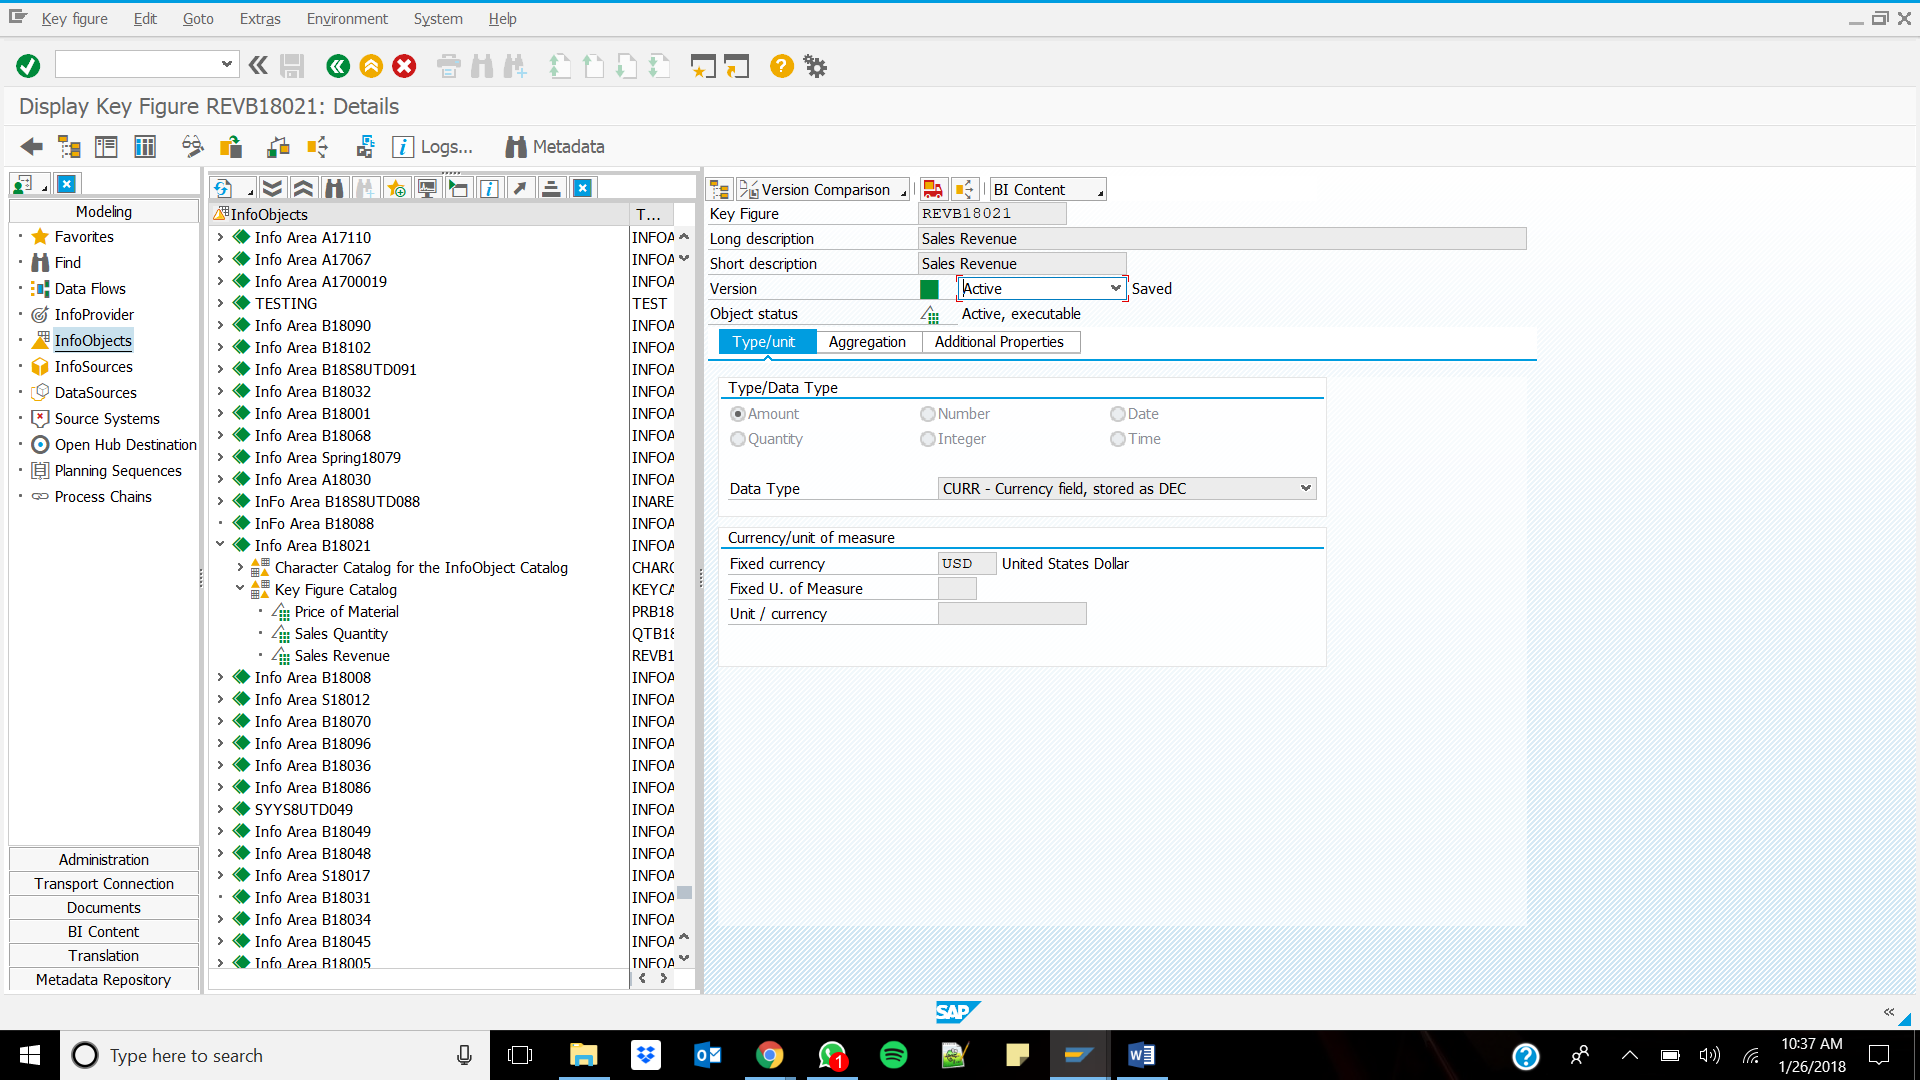 Key figure Edit Goto Extras Environment System Help
Display Key Figure REVB18021: Details
Logs... Metadata
Modeling
Favorites
Find
Data Flows
InfoProvider
InfoObjects
InfoSources
DataSources
Source Systems
Open Hub Destination
Planning Sequences
Process Chains
Administration
Transport Connection
Documents
BI Content
Translation
Metadata Repository
InfoObjects T...
Info Area A17110 INFOA
Info Area A17067 INFOA
Info Area A1700019 INFOA
TESTING TEST
Info Area B18090 INFOA
Info Area B18102 INFOA
Info Area B18S8UTD091 INFOA
Info Area B18032 INFOA
Info Area B18001 INFOA
Info Area B18068 INFOA
Info Area Spring18079 INFOA
Info Area A18030 INFOA
InFo Area B18S8UTD088 INARE
InFo Area B18088 INFOA
Info Area B18021 INFOA
Character Catalog for the InfoObject Catalog CHARC
Key Figure Catalog KEYCA
Price of Material PRB18
Sales Quantity QTB18
Sales Revenue REVB1
Info Area B18008 INFOA
Info Area S18012 INFOA
Info Area B18070 INFOA
Info Area B18096 INFOA
Info Area B18036 INFOA
Info Area B18086 INFOA
SYYS8UTD049 INFOA
Info Area B18049 INFOA
Info Area B18048 INFOA
Info Area S18017 INFOA
Info Area B18031 INFOA
Info Area B18034 INFOA
Info Area B18045 INFOA
Info Area B18005 INFOA
Version Comparison BI Content
Key Figure REVB18021
Long description Sales Revenue
Short description Sales Revenue
Version Active Saved
Object status Active, executable
Type/unit Aggregation Additional Properties
Type/Data Type
Amount Number Date
Quantity Integer Time
Data Type CURR - Currency field, stored as DEC
Currency/unit of measure
Fixed currency USD United States Dollar
Fixed U. of Measure
Unit / currency
SAP
Type here to search
1
10:37 AM
1/26/2018